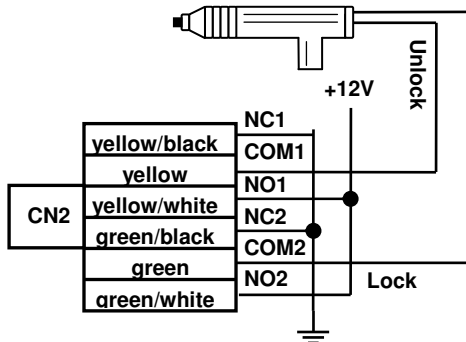 Unlock
+12V
NC1
yellow/black
COM1
yellow
NO1
CN2
yellow/white
NC2
green/black
COM2
green
NO2
Lock
green/white